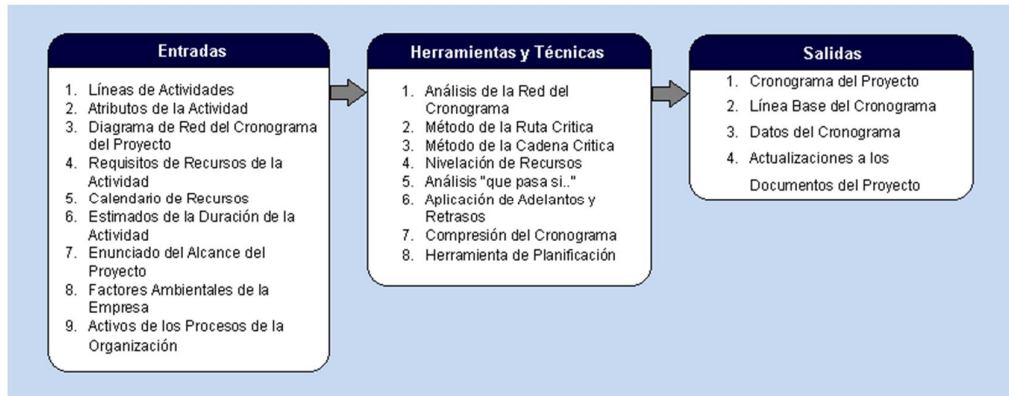 Entradas
1. Líneas de Actividades
2. Atributos de la Actividad
3. Diagrama de Red del Cronograma
del Proyecto
4. Requisitos de Recursos de la
Actividad
5. Calendario de Recursos
6. Estimados de la Duración de la
Actividad
7. Enunciado del Alcance del
Proyecto
8. Factores Ambientales de la
Empresa
9. Activos de los Procesos de la
Organización
Herramientas y Técnicas
1. Análisis de la Red del
Cronograma
2. Método de la Ruta Critica
3. Método de la Cadena Critica
4. Nivelación de Recursos
5. Análisis "que pasa si.."
6. Aplicación de Adelantos y
Retrasos
7. Compresión del Cronograma
8. Herramienta de Planificación
Salidas
1. Cronograma del Proyecto
2. Línea Base del Cronograma
3. Datos del Cronograma
4. Actualizaciones a los
Documentos del Proyecto